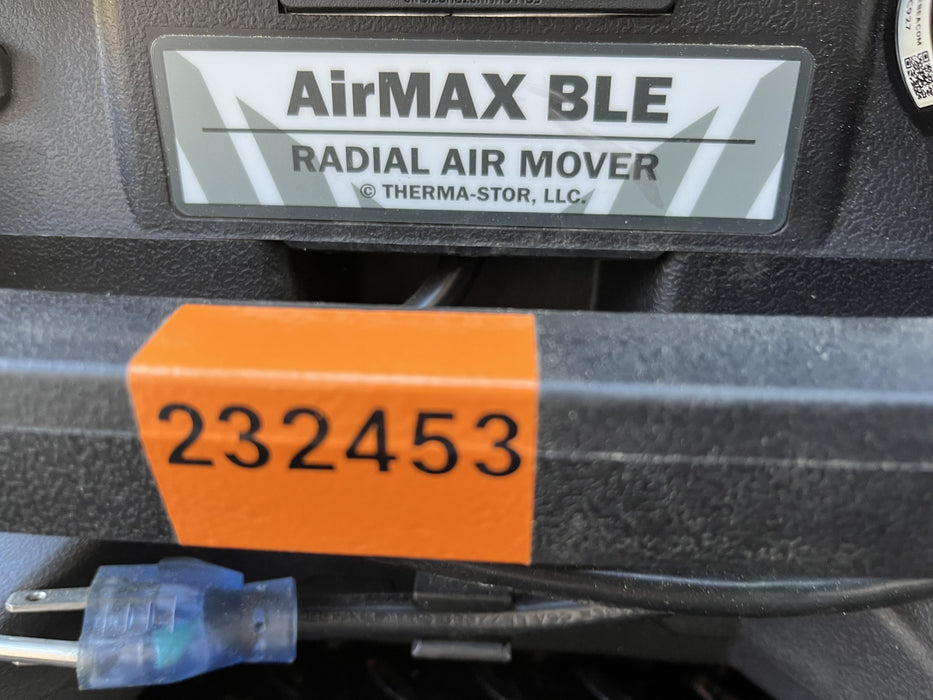 AirMAX BLE
RADIAL AIR MOVER
© THERMA-STOR, LLC.
232453